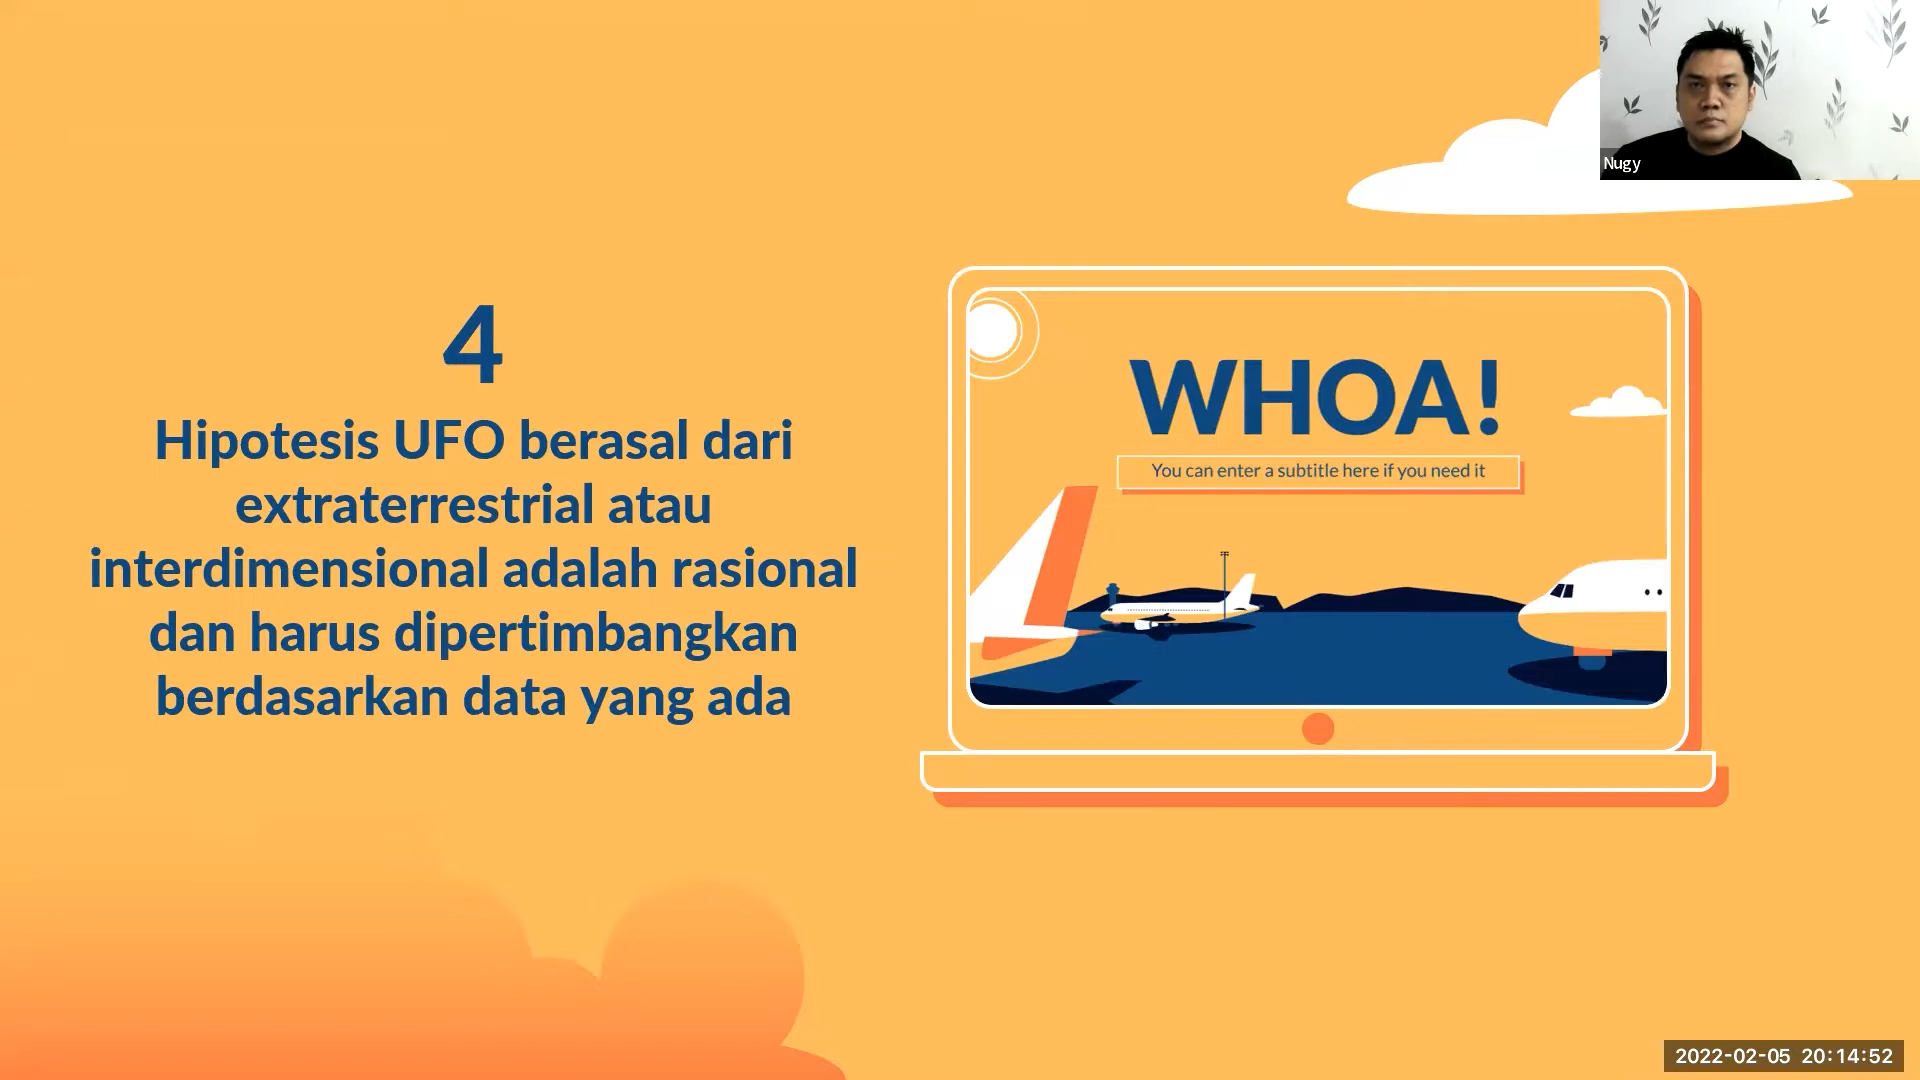 Nugy
4
Hipotesis UFO berasal dari
extraterrestrial atau
interdimensional adalah rasional
dan harus dipertimbangkan
berdasarkan data yang ada
WHOA!
You can enter a subtitle here if you need it
2022-02-05 20:14:52